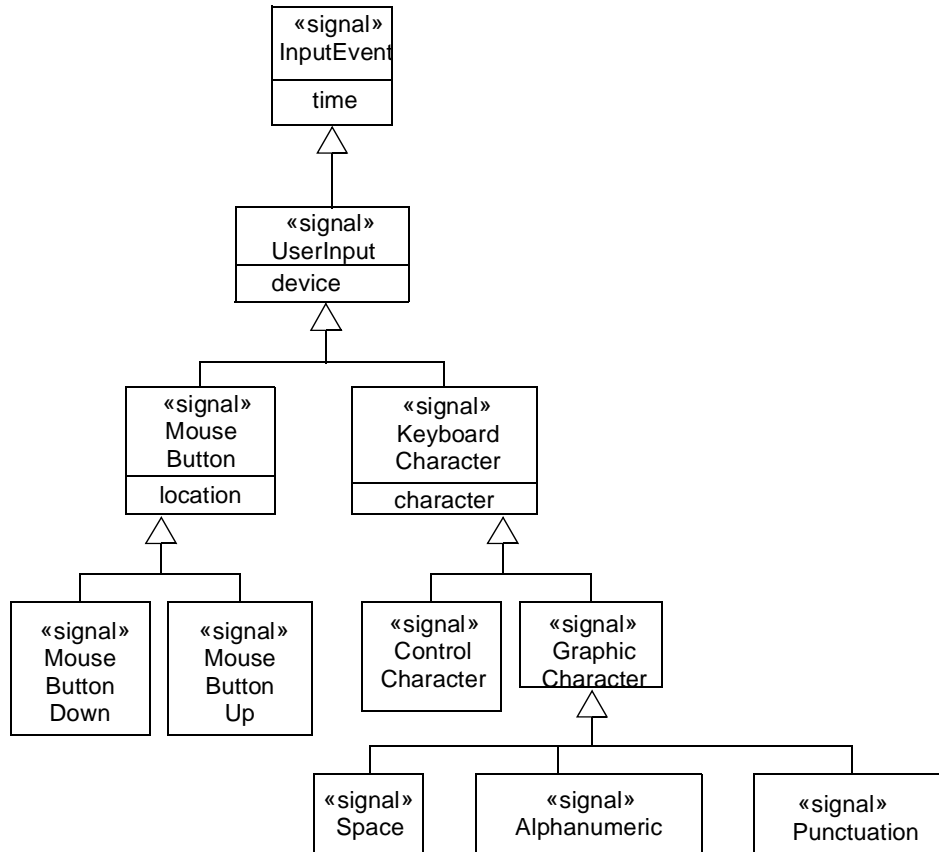 «signal»
InputEvent
time
«signal»
UserInput
device
«signal»
Mouse
Button
location
«signal»
Keyboard
Character
character
«signal»
Mouse
Button
Down
«signal»
Mouse
Button
Up
«signal»
Control
Character
«signal»
Graphic
Character
«signal»
Space
«signal»
Alphanumeric
«signal»
Punctuation